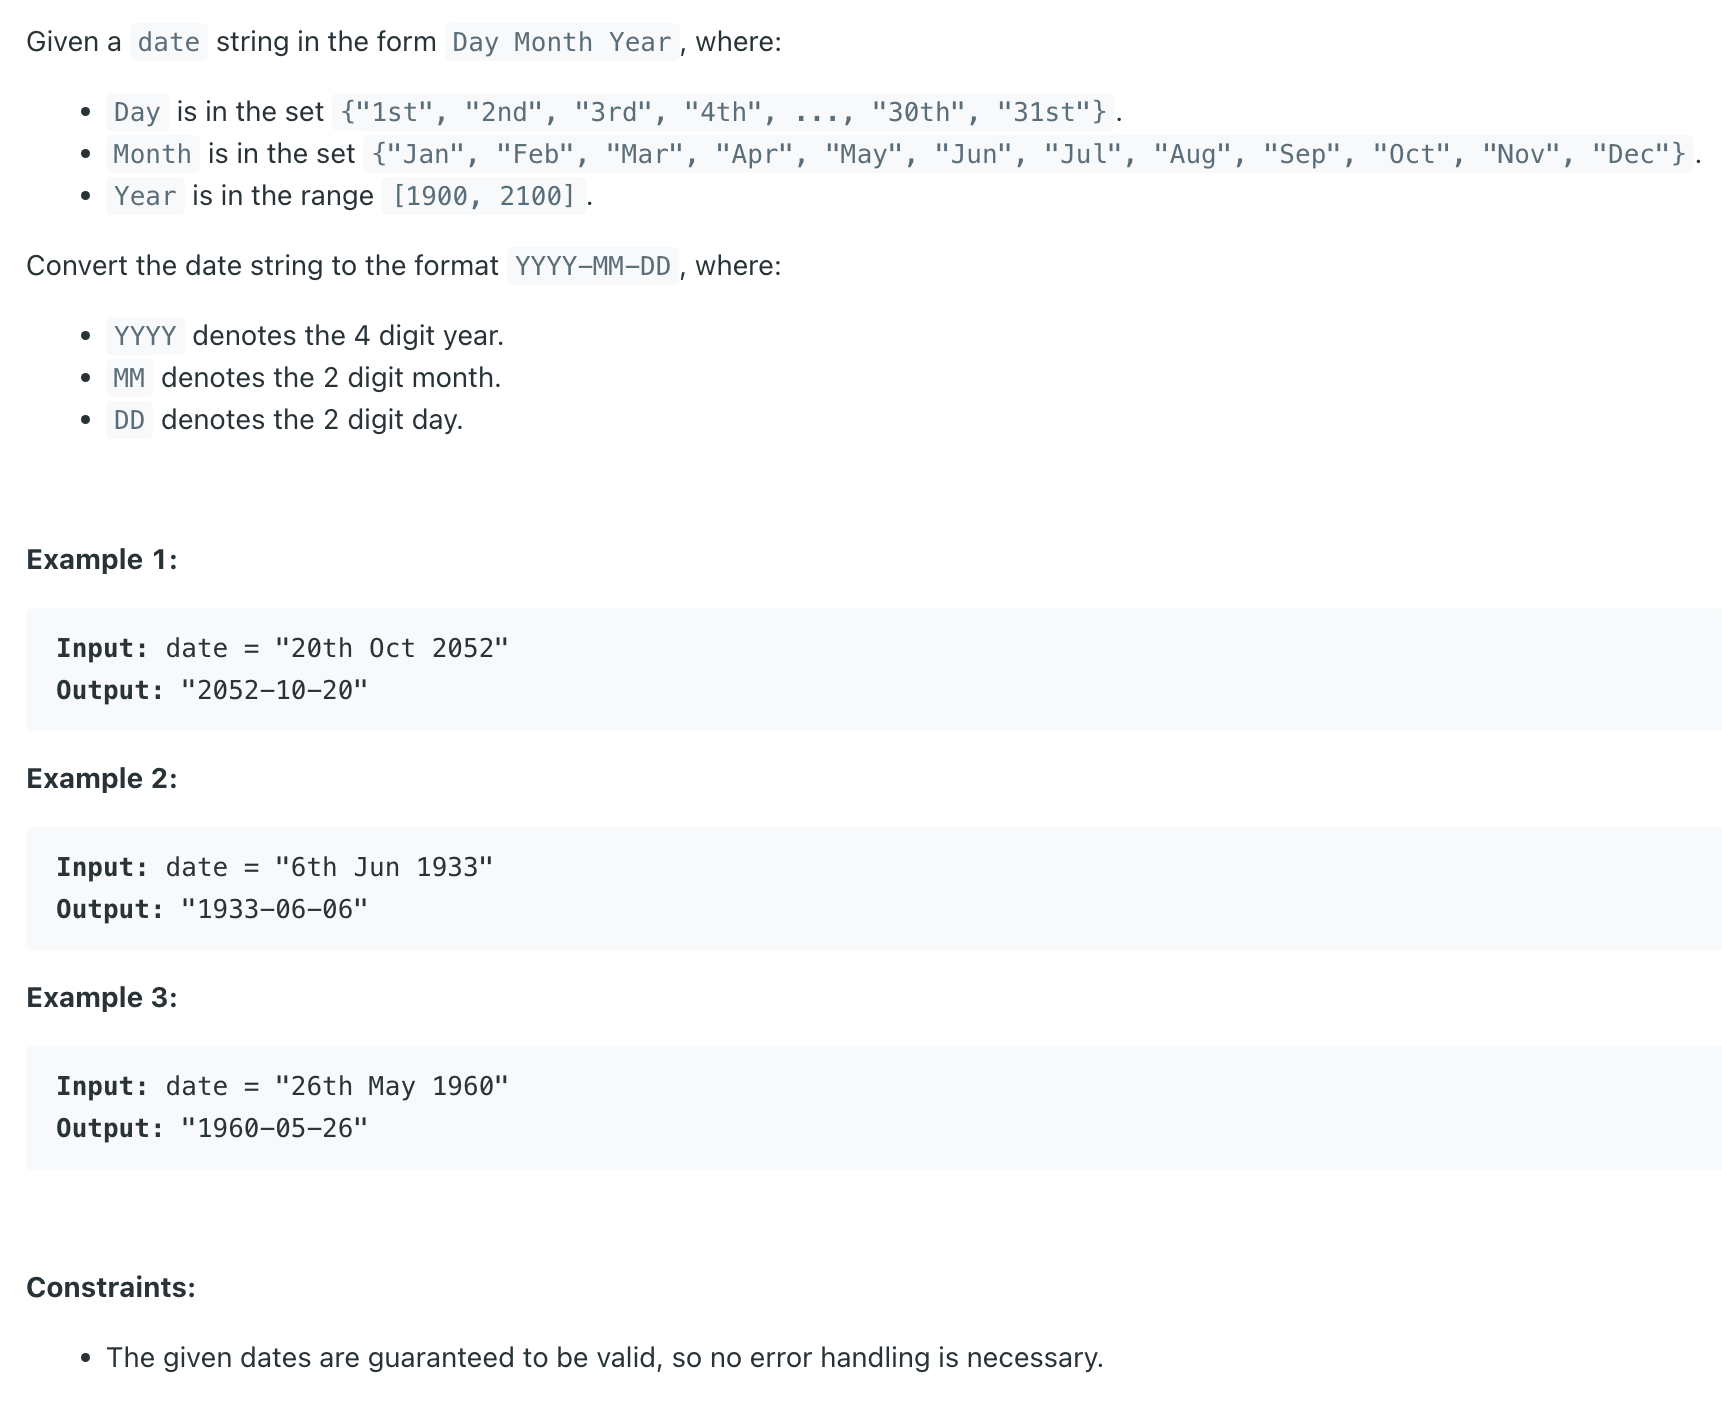 Given a date string in the form Day Month Year, where:
• Day is in the set {"1st", "2nd", "3rd", "4th", ..., "30th", "31st"}.
• Month is in the set {"Jan", "Feb", "Mar", "Apr", "May", "Jun", "Jul", "Aug", "Sep", "Oct", "Nov", "Dec"}.
• Year is in the range [1900, 2100].
Convert the date string to the format YYYY-MM-DD, where:
• YYYY denotes the 4 digit year.
• MM denotes the 2 digit month.
• DD denotes the 2 digit day.
Example 1:
Input: date = "20th Oct 2052"
Output: "2052-10-20"
Example 2:
Input: date = "6th Jun 1933"
Output: "1933-06-06"
Example 3:
Input: date = "26th May 1960"
Output: "1960-05-26"
Constraints:
• The given dates are guaranteed to be valid, so no error handling is necessary.